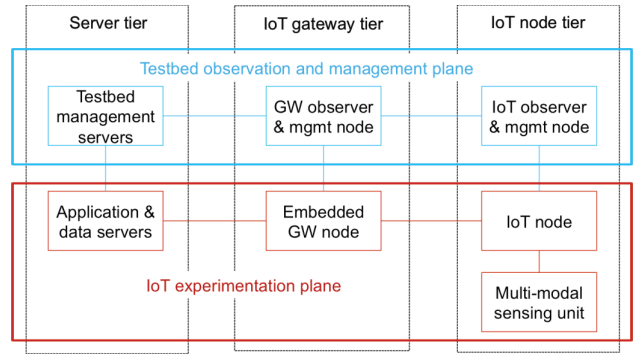 Server tier
IoT gateway tier
IoT node tier
Testbed observation and management plane
Testbed
management
servers
GW observer
& mgmt node
IoT observer
& mgmt node
Application &
data servers
Embedded
GW node
IoT node
IoT experimentation plane
Multi-modal
sensing unit